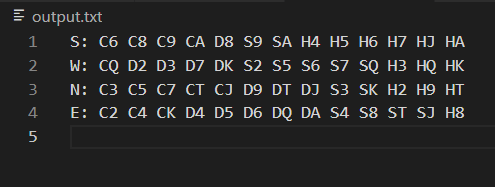 output.txt
1 S: C6 C8 C9 CA D8 S9 SA H4 H5 H6 H7 HJ HA
2 W: CQ D2 D3 D7 DK S2 S5 S6 S7 SQ H3 HQ HK
3 N: C3 C5 C7 CT CJ D9 DT DJ S3 SK H2 H9 HT
4 E: C2 C4 CK D4 D5 D6 DQ DA S4 S8 ST SJ H8
5